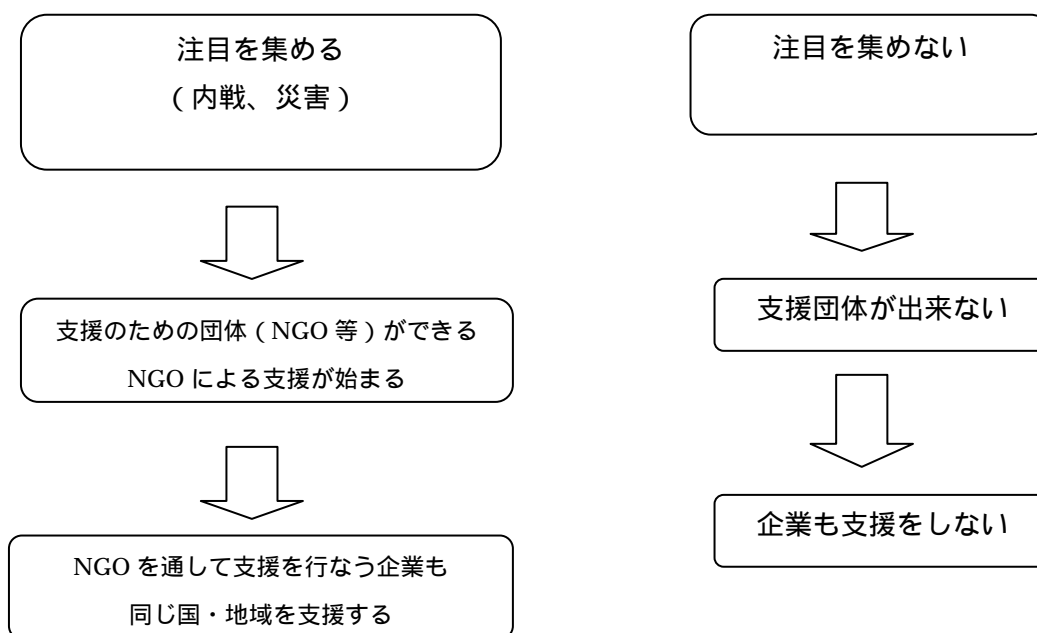 注目を集める
(内戦、災害)
支援のための団体(NGO 等)ができる
NGO による支援が始まる
NGO を通して支援を行なう企業も
同じ国・地域を支援する
注目を集めない
支援団体が出来ない
企業も支援をしない